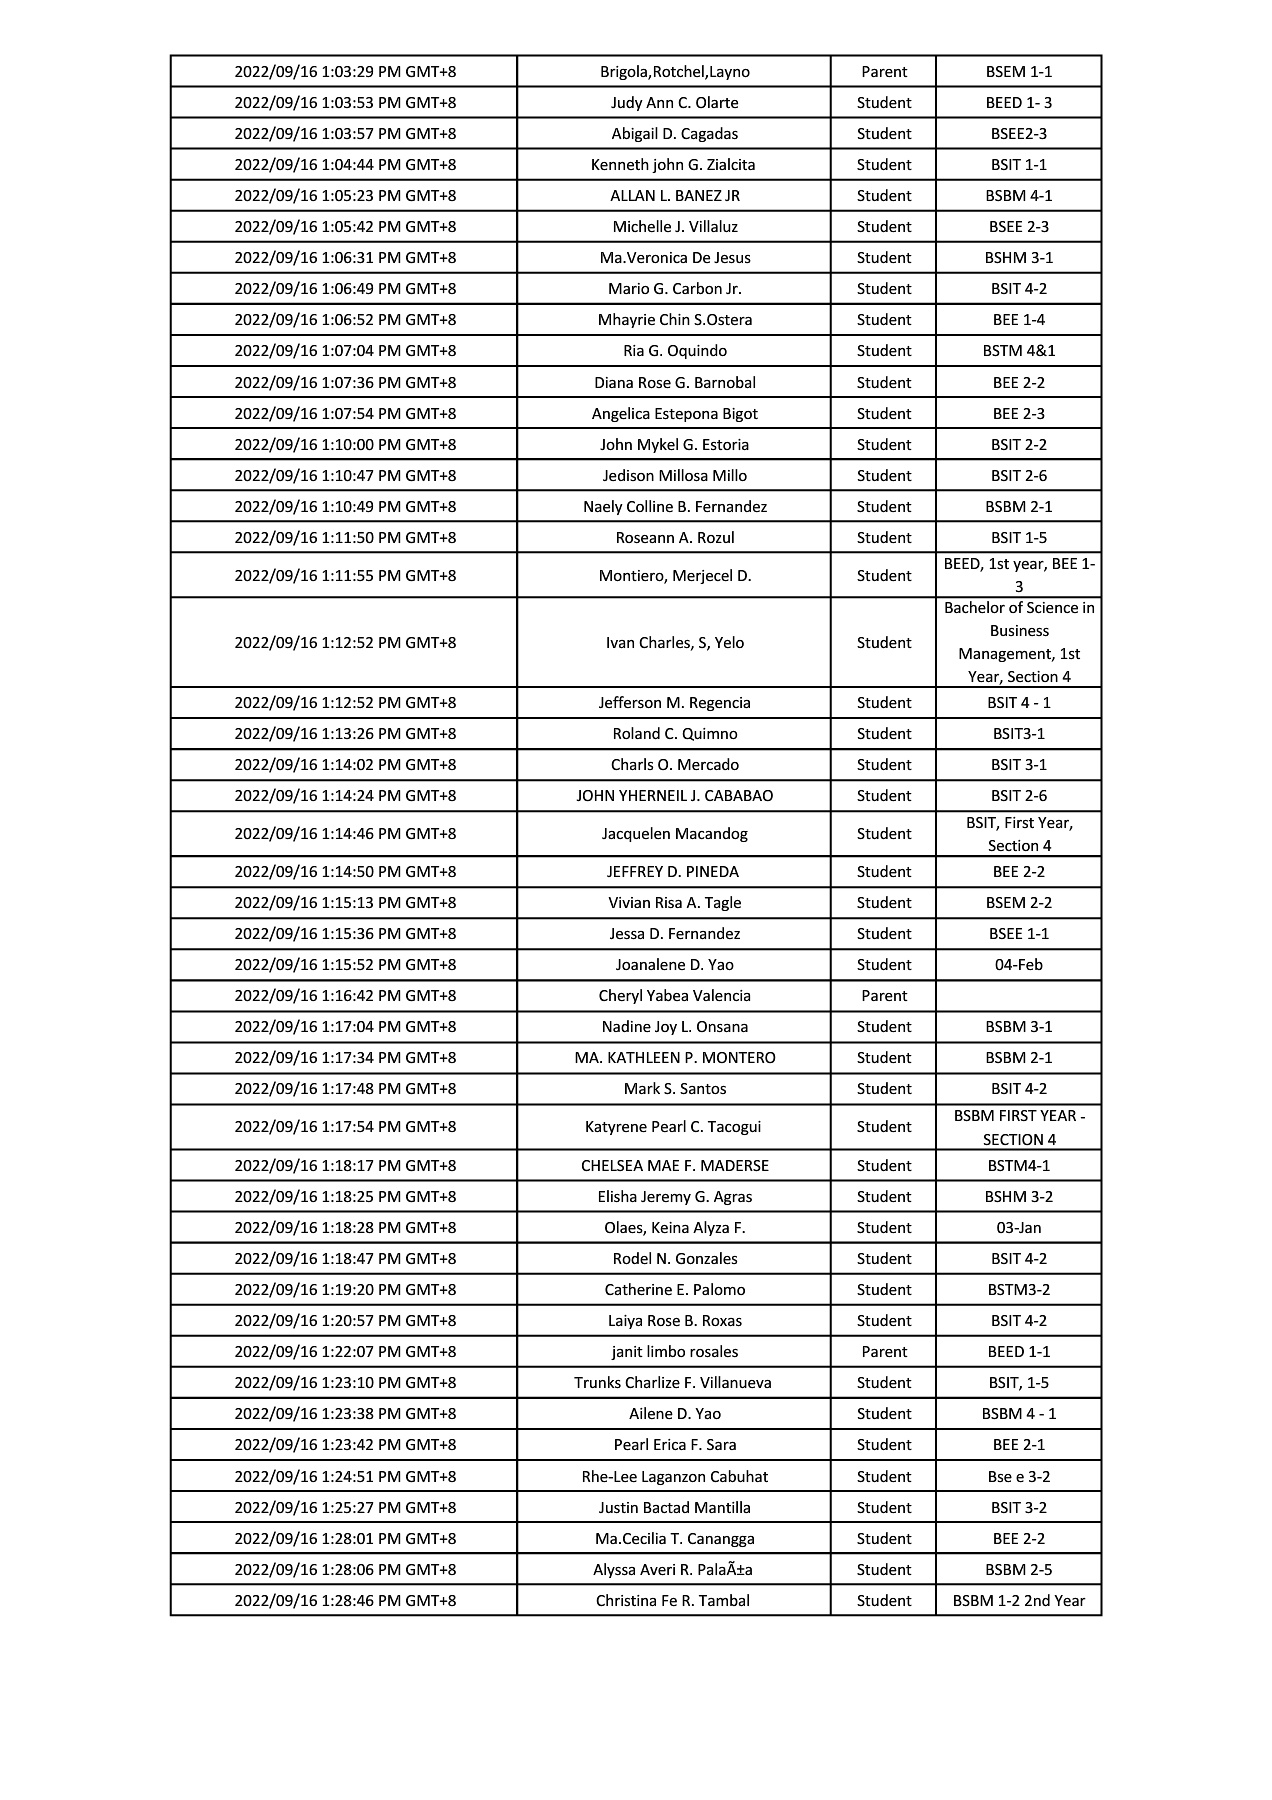 2022/09/16 1:03:29 PM GMT+8 Brigola,Rotchel,Layno Parent BSEM 1-1
2022/09/16 1:03:53 PM GMT+8 Judy Ann C. Olarte Student BEED 1- 3
2022/09/16 1:03:57 PM GMT+8 Abigail D. Cagadas Student BSEE2-3
2022/09/16 1:04:44 PM GMT+8 Kenneth john G. Zialcita Student BSIT 1-1
2022/09/16 1:05:23 PM GMT+8 ALLAN L. BANEZ JR Student BSBM 4-1
2022/09/16 1:05:42 PM GMT+8 Michelle J. Villaluz Student BSEE 2-3
2022/09/16 1:06:31 PM GMT+8 Ma.Veronica De Jesus Student BSHM 3-1
2022/09/16 1:06:49 PM GMT+8 Mario G. Carbon Jr. Student BSIT 4-2
2022/09/16 1:06:52 PM GMT+8 Mhayrie Chin S.Ostera Student BEE 1-4
2022/09/16 1:07:04 PM GMT+8 Ria G. Oquindo Student BSTM 4&1
2022/09/16 1:07:36 PM GMT+8 Diana Rose G. Barnobal Student BEE 2-2
2022/09/16 1:07:54 PM GMT+8 Angelica Estepona Bigot Student BEE 2-3
2022/09/16 1:10:00 PM GMT+8 John Mykel G. Estoria Student BSIT 2-2
2022/09/16 1:10:47 PM GMT+8 Jedison Millosa Millo Student BSIT 2-6
2022/09/16 1:10:49 PM GMT+8 Naely Colline B. Fernandez Student BSBM 2-1
2022/09/16 1:11:50 PM GMT+8 Roseann A. Rozul Student BSIT 1-5
2022/09/16 1:11:55 PM GMT+8 Montiero, Merjecel D. Student BEED, 1st year, BEE 1-
3
2022/09/16 1:12:52 PM GMT+8 Ivan Charles, S, Yelo Student Bachelor of Science in
Business
Management, 1st
Year, Section 4
2022/09/16 1:12:52 PM GMT+8 Jefferson M. Regencia Student BSIT 4 - 1
2022/09/16 1:13:26 PM GMT+8 Roland C. Quimno Student BSIT3-1
2022/09/16 1:14:02 PM GMT+8 Charls O. Mercado Student BSIT 3-1
2022/09/16 1:14:24 PM GMT+8 JOHN YHERNEIL J. CABABAO Student BSIT 2-6
2022/09/16 1:14:46 PM GMT+8 Jacquelen Macandog Student BSIT, First Year,
Section 4
2022/09/16 1:14:50 PM GMT+8 JEFFREY D. PINEDA Student BEE 2-2
2022/09/16 1:15:13 PM GMT+8 Vivian Risa A. Tagle Student BSEM 2-2
2022/09/16 1:15:36 PM GMT+8 Jessa D. Fernandez Student BSEE 1-1
2022/09/16 1:15:52 PM GMT+8 Joanalene D. Yao Student 04-Feb
2022/09/16 1:16:42 PM GMT+8 Cheryl Yabea Valencia Parent
2022/09/16 1:17:04 PM GMT+8 Nadine Joy L. Onsana Student BSBM 3-1
2022/09/16 1:17:34 PM GMT+8 MA. KATHLEEN P. MONTERO Student BSBM 2-1
2022/09/16 1:17:48 PM GMT+8 Mark S. Santos Student BSIT 4-2
2022/09/16 1:17:54 PM GMT+8 Katyrene Pearl C. Tacogui Student BSBM FIRST YEAR -
SECTION 4
2022/09/16 1:18:17 PM GMT+8 CHELSEA MAE F. MADERSE Student BSTM4-1
2022/09/16 1:18:25 PM GMT+8 Elisha Jeremy G. Agras Student BSHM 3-2
2022/09/16 1:18:28 PM GMT+8 Olaes, Keina Alyza F. Student 03-Jan
2022/09/16 1:18:47 PM GMT+8 Rodel N. Gonzales Student BSIT 4-2
2022/09/16 1:19:20 PM GMT+8 Catherine E. Palomo Student BSTM3-2
2022/09/16 1:20:57 PM GMT+8 Laiya Rose B. Roxas Student BSIT 4-2
2022/09/16 1:22:07 PM GMT+8 janit limbo rosales Parent BEED 1-1
2022/09/16 1:23:10 PM GMT+8 Trunks Charlize F. Villanueva Student BSIT, 1-5
2022/09/16 1:23:38 PM GMT+8 Ailene D. Yao Student BSBM 4 - 1
2022/09/16 1:23:42 PM GMT+8 Pearl Erica F. Sara Student BEE 2-1
2022/09/16 1:24:51 PM GMT+8 Rhe-Lee Laganzon Cabuhat Student Bse e 3-2
2022/09/16 1:25:27 PM GMT+8 Justin Bactad Mantilla Student BSIT 3-2
2022/09/16 1:28:01 PM GMT+8 Ma.Cecilia T. Canangga Student BEE 2-2
2022/09/16 1:28:06 PM GMT+8 Alyssa Averi R. PalaÃ±a Student BSBM 2-5
2022/09/16 1:28:46 PM GMT+8 Christina Fe R. Tambal Student BSBM 1-2 2nd Year